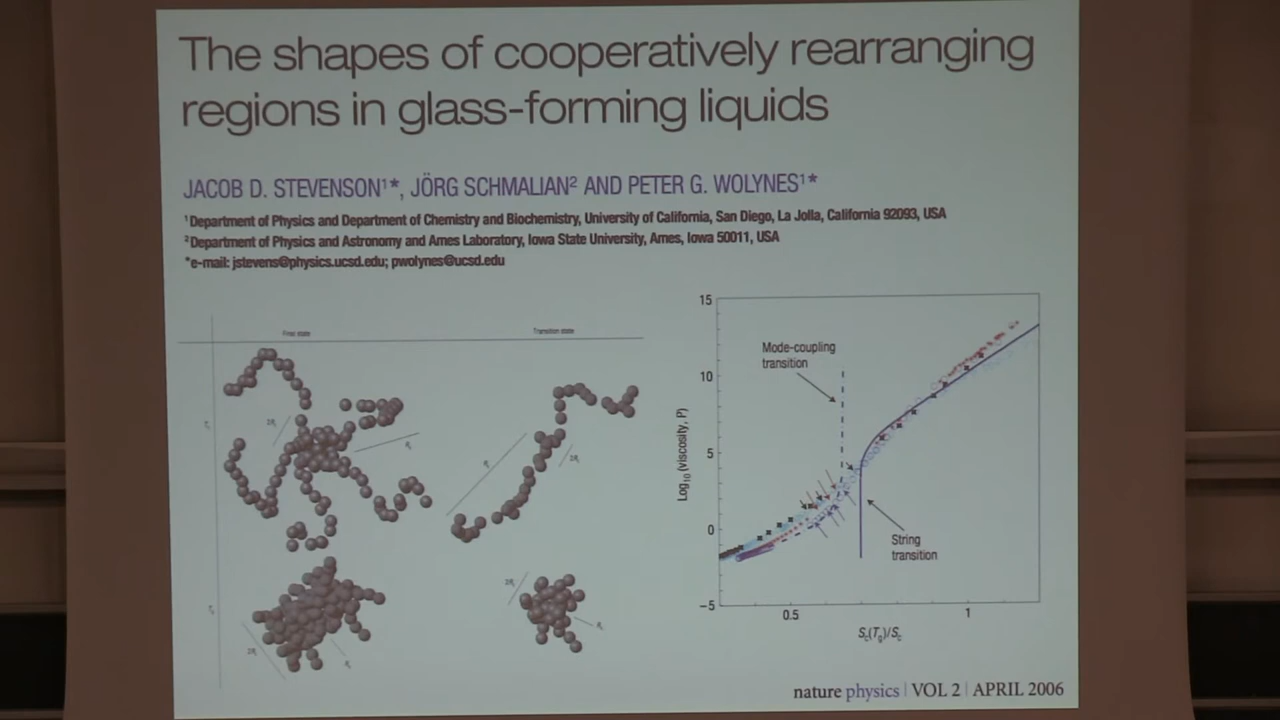 The shapes of cooperatively rearranging
regions in glass-forming liquids
JACOB D. STEVENSON¹*, JÖRG SCHMALIAN² AND PETER G. WOLYNES¹*
¹Department of Physics and Department of Chemistry and Biochemistry, University of California, San Diego, La Jolla, California 92093, USA
²Department of Physics and Astronomy and Ames Laboratory, Iowa State University, Ames, Iowa 50011, USA
*e-mail: jstevens@physics.ucsd.edu; pwolynes@ucsd.edu
Final state
Transition state
15
10
5
0
−5
Log₁₀ (viscosity, P)
Mode-coupling
transition
String
transition
0.5
1
Sc(Tg)/Sc
nature physics | VOL 2 | APRIL 2006